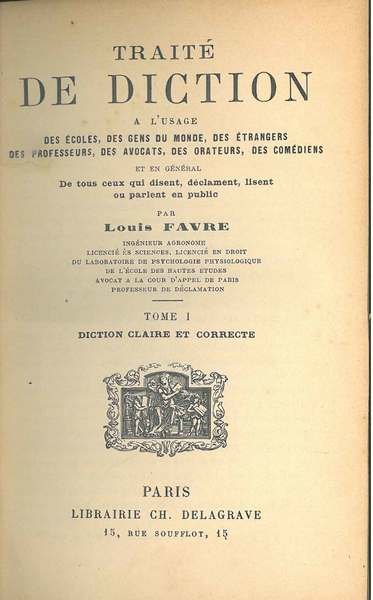 TRAITÉ
DE DICTION
A L'USAGE
DES ÉCOLES, DES GENS DU MONDE, DES ÉTRANGERS
DES PROFESSEURS, DES AVOCATS, DES ORATEURS, DES COMÉDIENS
ET EN GÉNÉRAL
De tous ceux qui disent, déclament, lisent
ou parlent en public
PAR
Louis FAVRE
INGÉNIEUR AGRONOME
LICENCIÉ ÈS SCIENCES, LICENCIÉ EN DROIT
DU LABORATOIRE DE PSYCHOLOGIE PHYSIOLOGIQUE
DE L'ÉCOLE DES HAUTES ETUDES
AVOCAT A LA COUR D'APPEL DE PARIS
PROFESSEUR DE DÉCLAMATION
TOME I
DICTION CLAIRE ET CORRECTE
PARIS
LIBRAIRIE CH. DELAGRAVE
15, RUE SOUFFLOT, 15